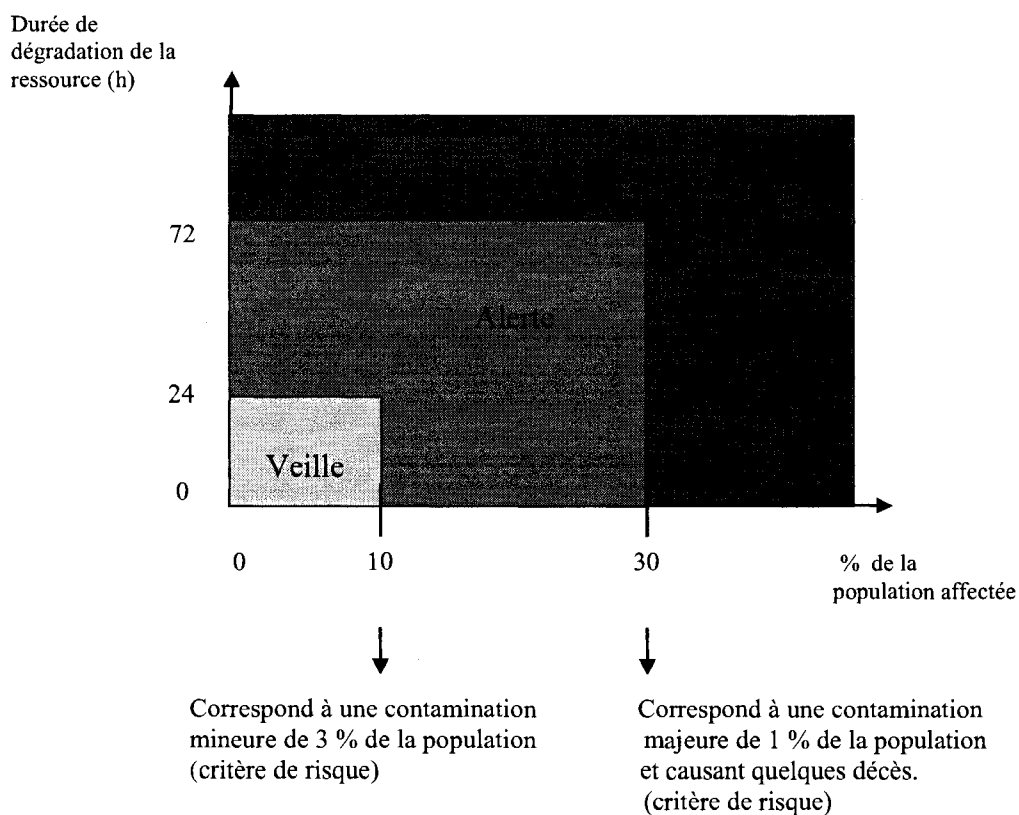 Durée de
dégradation de la
ressource (h)
72
Alerte
24
Veille
0
0
10
30
% de la
population affectée
Correspond à une contamination
mineure de 3 % de la population
(critère de risque)
Correspond à une contamination
majeure de 1 % de la population
et causant quelques décès.
(critère de risque)